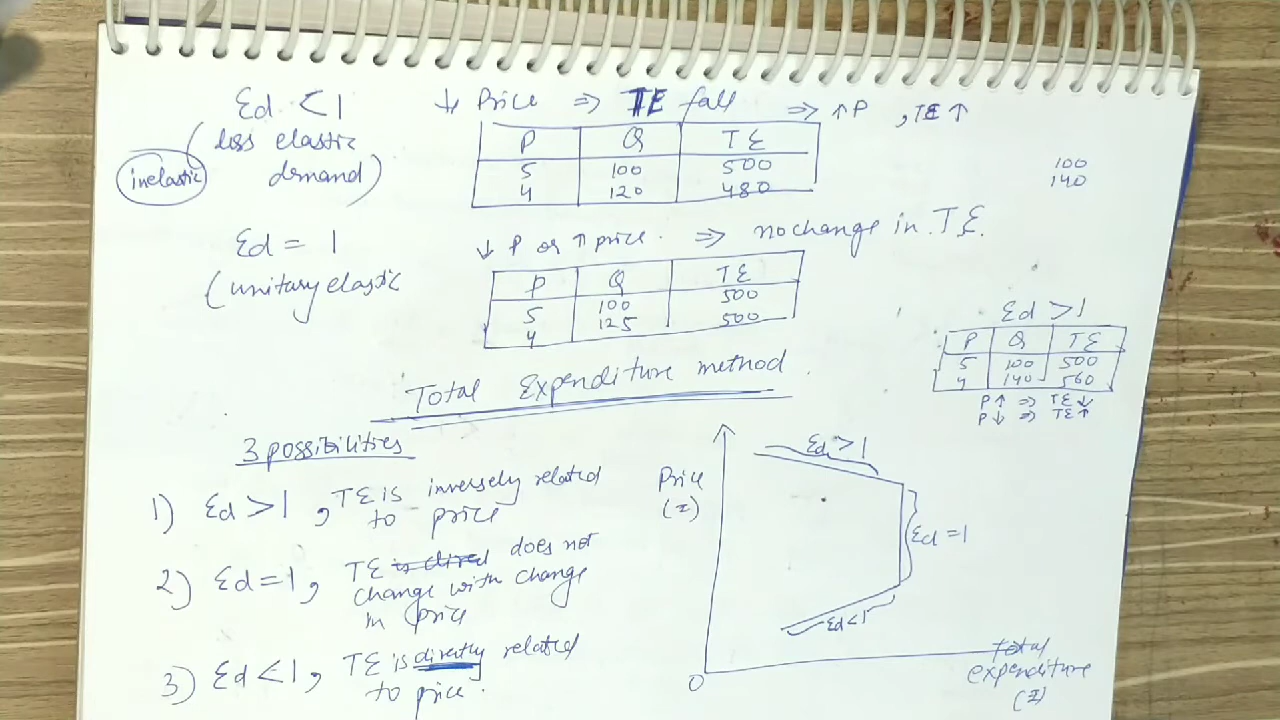 Ed < 1
↓ Price ⇒ TE fall ⇒ ↑P, TE↑
(less elastic
inelastic demand)
P Q TE
5 100 500
4 120 480
100
140
Ed = 1
↓ P or ↑ price. ⇒ no change in T.E.
(unitary elastic
P Q TE
5 100 500
4 125 500
Ed > 1
P Q TE
5 100 500
4 140 560
P↑ ⇒ TE↓
P↓ ⇒ TE↑
Total Expenditure method
3 possibilities
1) Ed > 1, TE is inversely related
to price
2) Ed = 1, TE does not
change with change
in price
3) Ed < 1, TE is directly related
to price.
Price
Ed > 1
Ed = 1
Ed < 1
O
total
expenditure